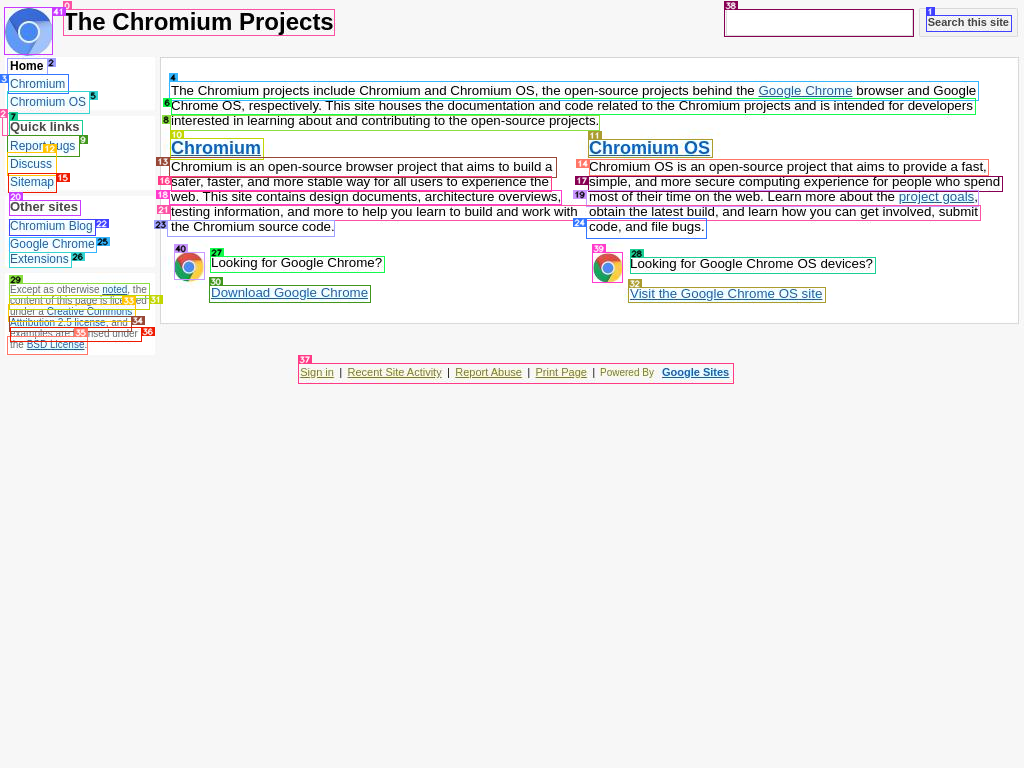 The Chromium Projects
Search this site
Home
Chromium
Chromium OS
Quick links
Report bugs
Discuss
Sitemap
Other sites
Chromium Blog
Google Chrome
Extensions
Except as otherwise noted, the
content of this page is licensed
under a Creative Commons
Attribution 2.5 license, and
examples are licensed under
the BSD License.
The Chromium projects include Chromium and Chromium OS, the open-source projects behind the Google Chrome browser and Google
Chrome OS, respectively. This site houses the documentation and code related to the Chromium projects and is intended for developers
interested in learning about and contributing to the open-source projects.
Chromium
Chromium is an open-source browser project that aims to build a
safer, faster, and more stable way for all users to experience the
web. This site contains design documents, architecture overviews,
testing information, and more to help you learn to build and work with
the Chromium source code.
Looking for Google Chrome?
Download Google Chrome
Chromium OS
Chromium OS is an open-source project that aims to provide a fast,
simple, and more secure computing experience for people who spend
most of their time on the web. Learn more about the project goals,
obtain the latest build, and learn how you can get involved, submit
code, and file bugs.
Looking for Google Chrome OS devices?
Visit the Google Chrome OS site
Sign in | Recent Site Activity | Report Abuse | Print Page | Powered By Google Sites